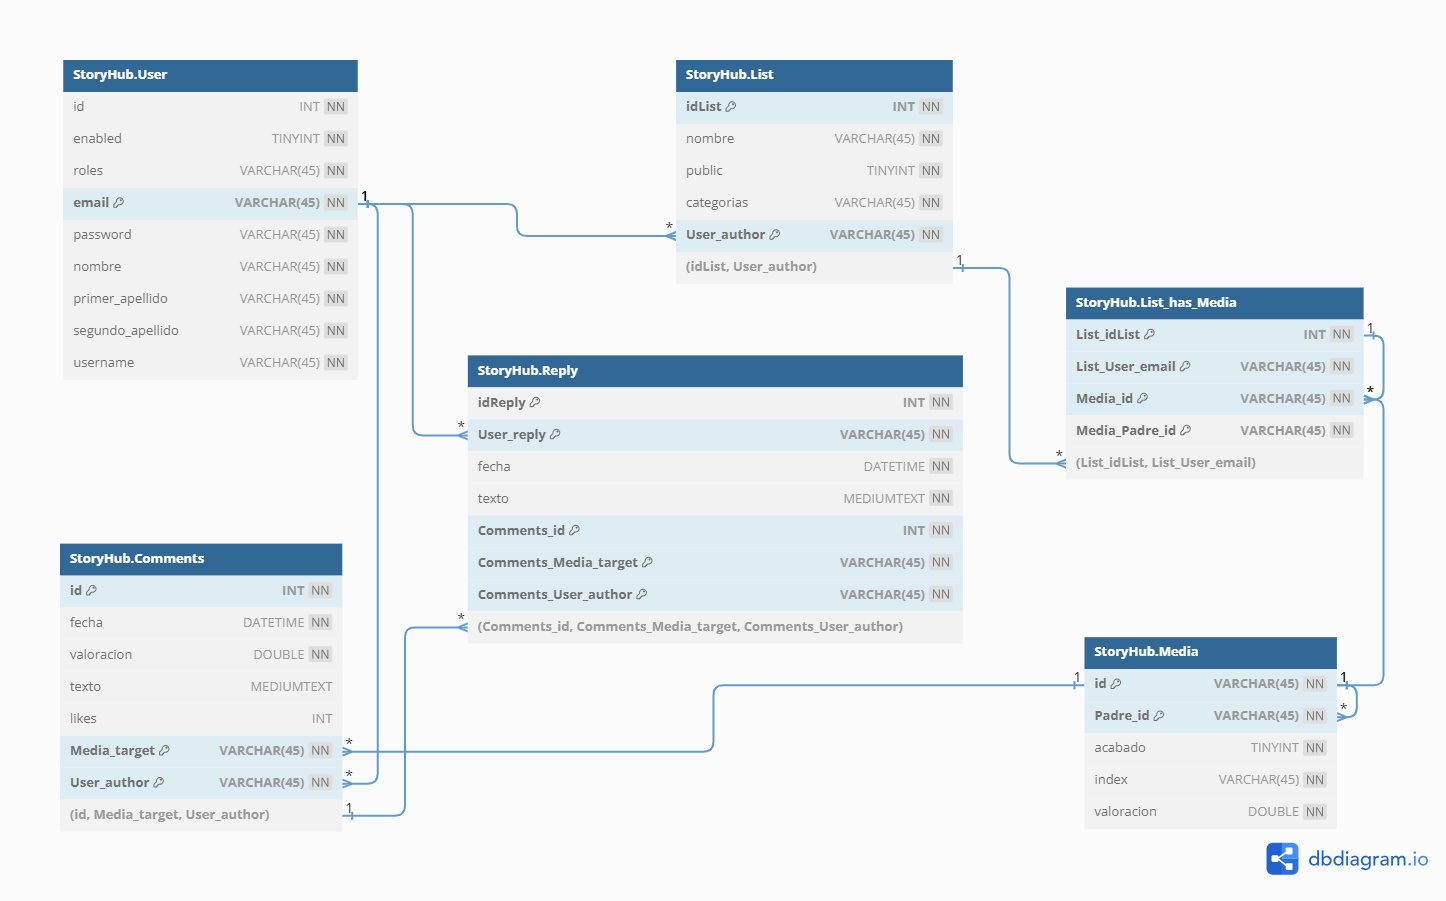 StoryHub.User
id INT NN
enabled TINYINT NN
roles VARCHAR(45) NN
email VARCHAR(45) NN
password VARCHAR(45) NN
nombre VARCHAR(45) NN
primer_apellido VARCHAR(45) NN
segundo_apellido VARCHAR(45) NN
username VARCHAR(45) NN
1
StoryHub.List
idList INT NN
nombre VARCHAR(45) NN
public TINYINT NN
categorias VARCHAR(45) NN
* User_author VARCHAR(45) NN
(idList, User_author) 1
StoryHub.List_has_Media
List_idList INT NN 1
List_User_email VARCHAR(45) NN
Media_id VARCHAR(45) NN *
Media_Padre_id VARCHAR(45) NN
* (List_idList, List_User_email)
StoryHub.Reply
idReply INT NN
* User_reply VARCHAR(45) NN
fecha DATETIME NN
texto MEDIUMTEXT NN
Comments_id INT NN
Comments_Media_target VARCHAR(45) NN
Comments_User_author VARCHAR(45) NN
* (Comments_id, Comments_Media_target, Comments_User_author)
StoryHub.Comments
id INT NN
fecha DATETIME NN
valoracion DOUBLE NN
texto MEDIUMTEXT
likes INT
Media_target VARCHAR(45) NN *
User_author VARCHAR(45) NN *
(id, Media_target, User_author) 1
StoryHub.Media
1 id VARCHAR(45) NN 1
Padre_id VARCHAR(45) NN *
acabado TINYINT NN
index VARCHAR(45) NN
valoracion DOUBLE NN
dbdiagram.io